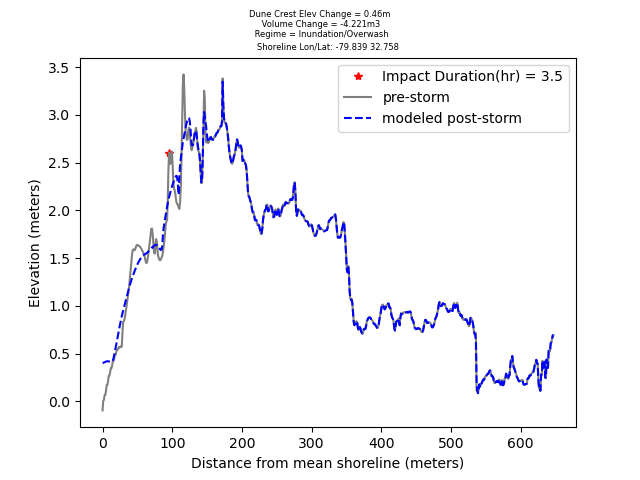 Dune Crest Elev Change = 0.46m
Volume Change = -4.221m3
Regime = Inundation/Overwash
Shoreline Lon/Lat: -79.839 32.758
Impact Duration(hr) = 3.5
pre-storm
modeled post-storm
3.5
3.0
2.5
2.0
1.5
1.0
0.5
0.0
Elevation (meters)
0 100 200 300 400 500 600
Distance from mean shoreline (meters)